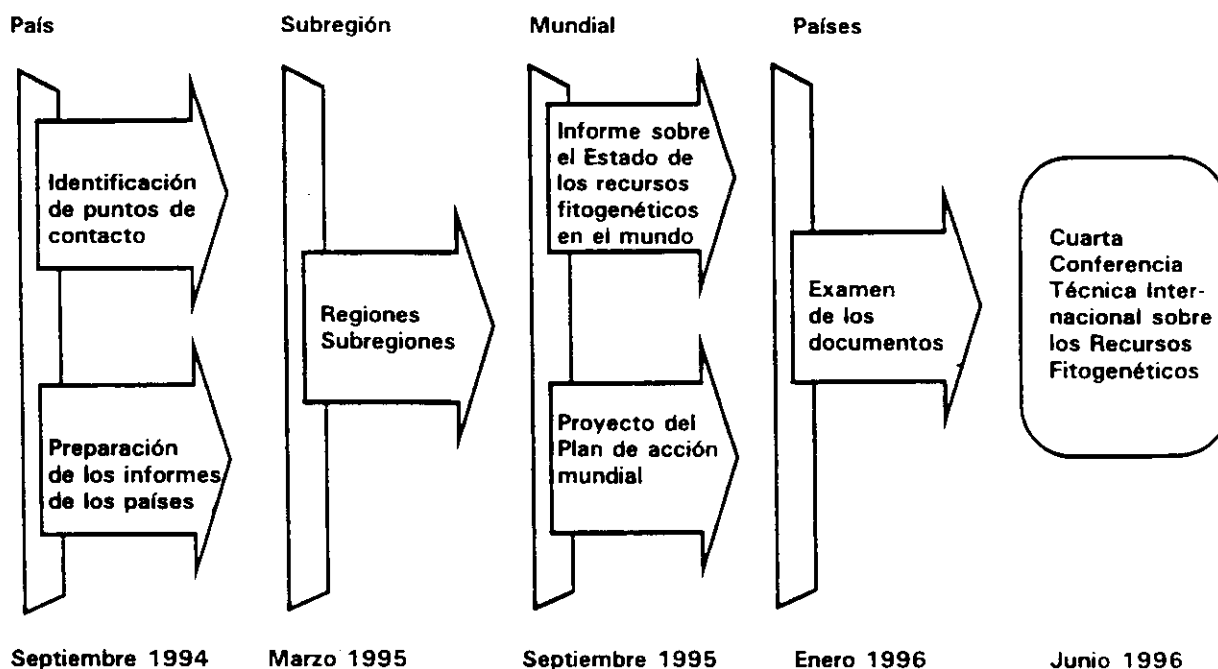 País
Subregión
Mundial
Países
Identificación
de puntos de
contacto
Preparación
de los informes
de los países
Regiones
Subregiones
Informe sobre
el Estado de
los recursos
fitogenéticos
en el mundo
Proyecto del
Plan de acción
mundial
Examen
de los
documentos
Cuarta
Conferencia
Técnica Inter-
nacional sobre
los Recursos
Fitogenéticos
Septiembre 1994
Marzo 1995
Septiembre 1995
Enero 1996
Junio 1996